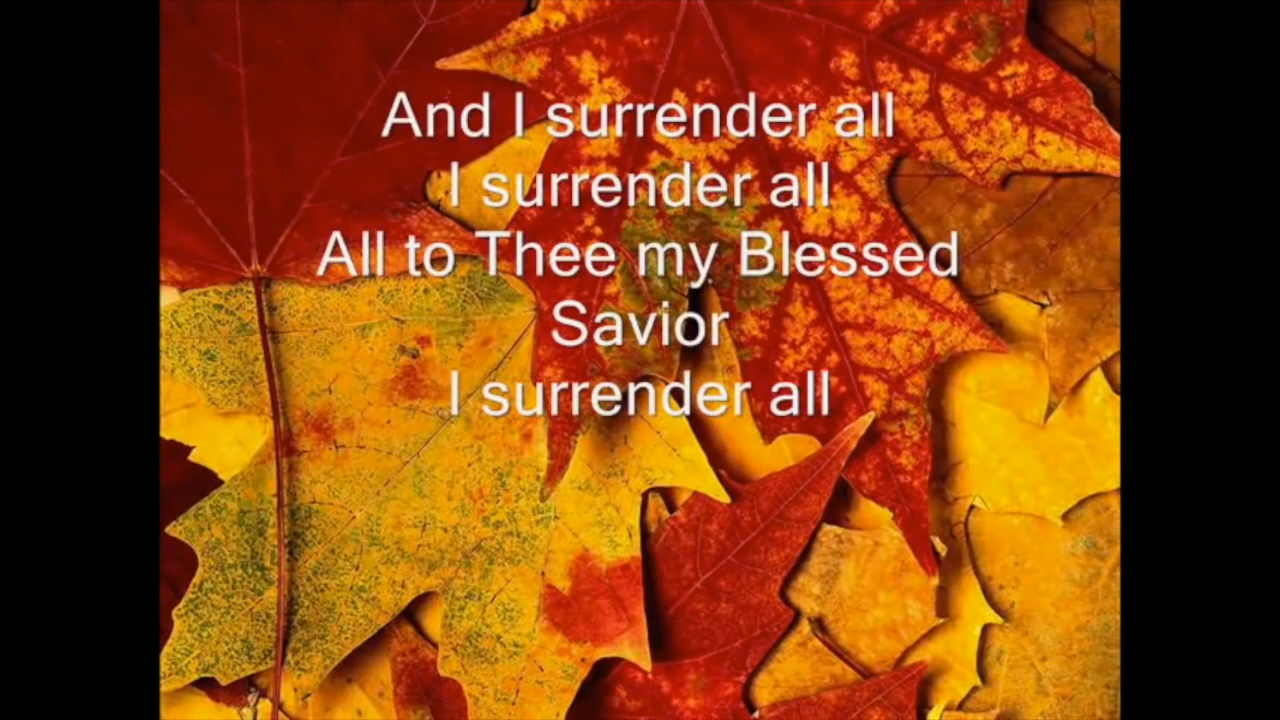 And I surrender all
I surrender all
All to Thee my Blessed
Savior
I surrender all